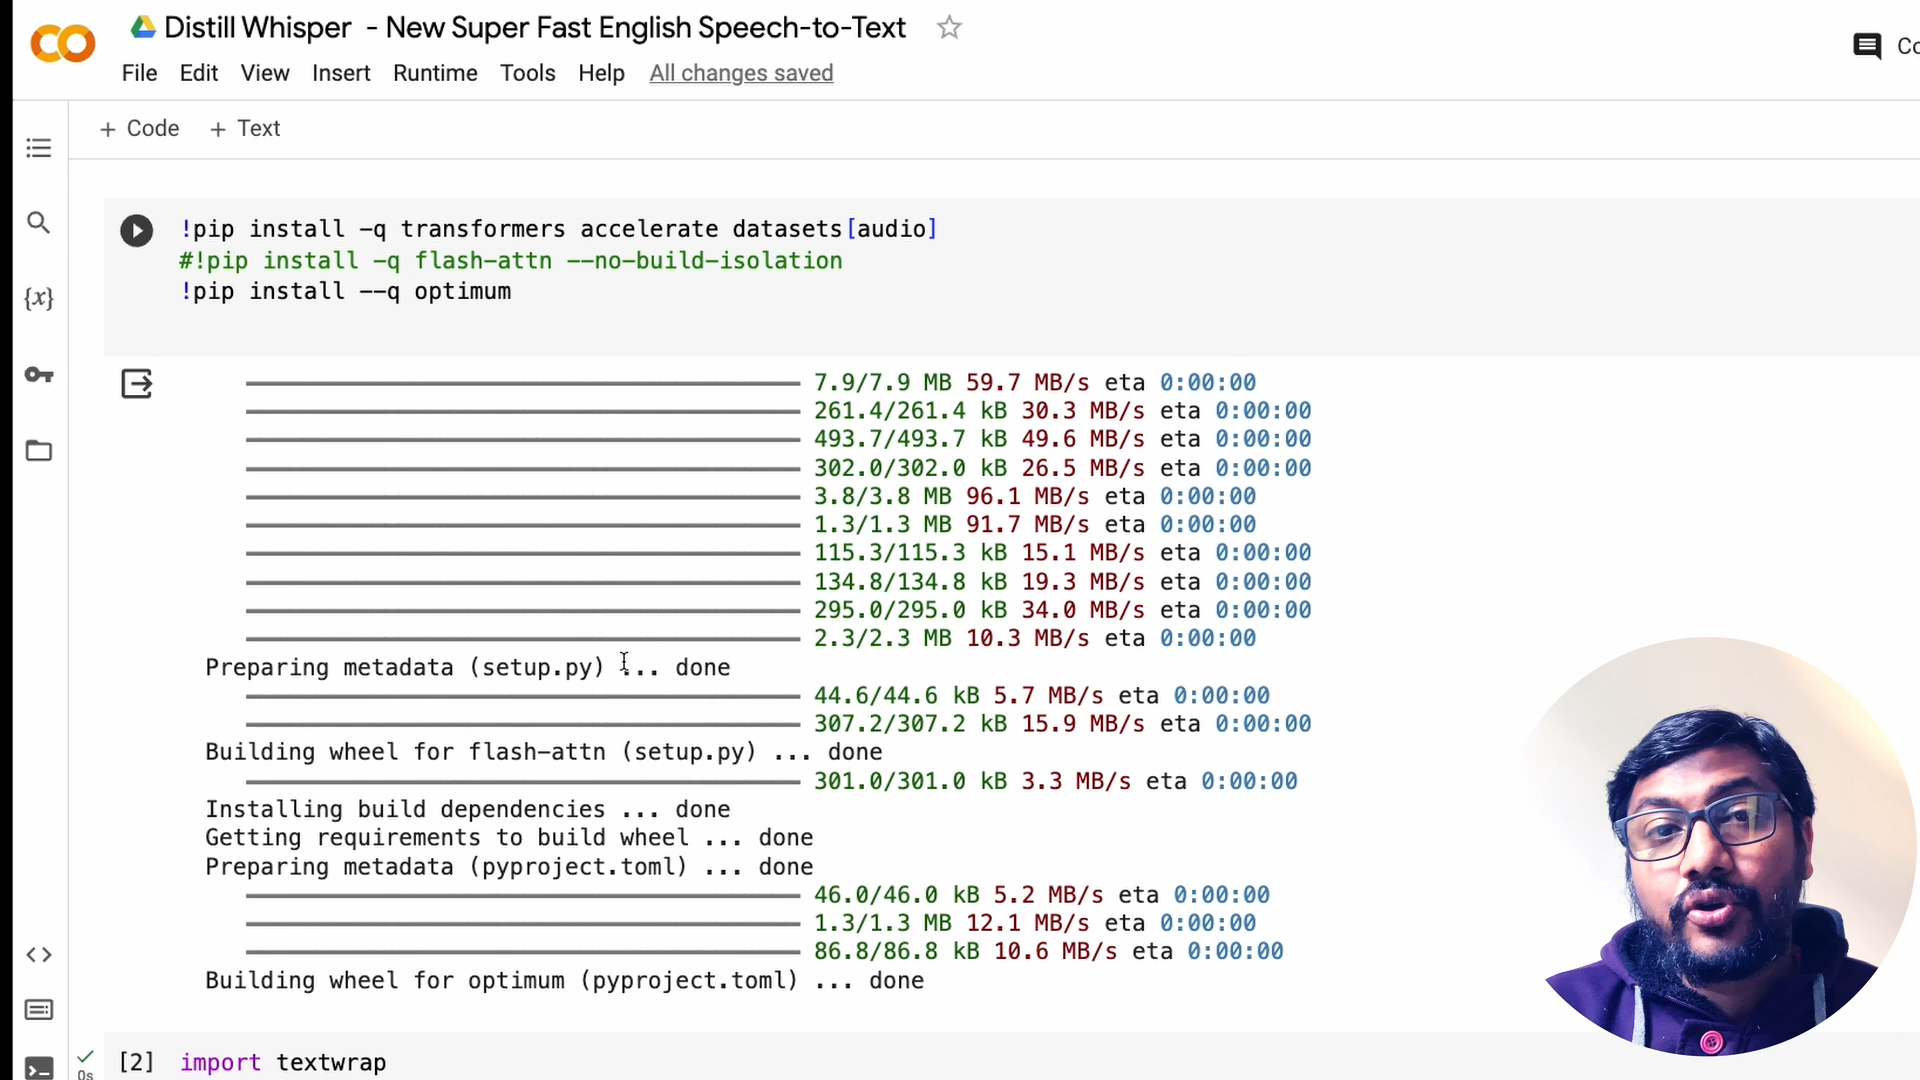 Distill Whisper - New Super Fast English Speech-to-Text
File Edit View Insert Runtime Tools Help All changes saved
Co
+ Code + Text
!pip install -q transformers accelerate datasets[audio]
#!pip install -q flash-attn --no-build-isolation
!pip install --q optimum
{x}
7.9/7.9 MB 59.7 MB/s eta 0:00:00
261.4/261.4 kB 30.3 MB/s eta 0:00:00
493.7/493.7 kB 49.6 MB/s eta 0:00:00
302.0/302.0 kB 26.5 MB/s eta 0:00:00
3.8/3.8 MB 96.1 MB/s eta 0:00:00
1.3/1.3 MB 91.7 MB/s eta 0:00:00
115.3/115.3 kB 15.1 MB/s eta 0:00:00
134.8/134.8 kB 19.3 MB/s eta 0:00:00
295.0/295.0 kB 34.0 MB/s eta 0:00:00
2.3/2.3 MB 10.3 MB/s eta 0:00:00
Preparing metadata (setup.py) ... done
44.6/44.6 kB 5.7 MB/s eta 0:00:00
307.2/307.2 kB 15.9 MB/s eta 0:00:00
Building wheel for flash-attn (setup.py) ... done
301.0/301.0 kB 3.3 MB/s eta 0:00:00
Installing build dependencies ... done
Getting requirements to build wheel ... done
Preparing metadata (pyproject.toml) ... done
46.0/46.0 kB 5.2 MB/s eta 0:00:00
1.3/1.3 MB 12.1 MB/s eta 0:00:00
86.8/86.8 kB 10.6 MB/s eta 0:00:00
Building wheel for optimum (pyproject.toml) ... done
[2] import textwrap
0s